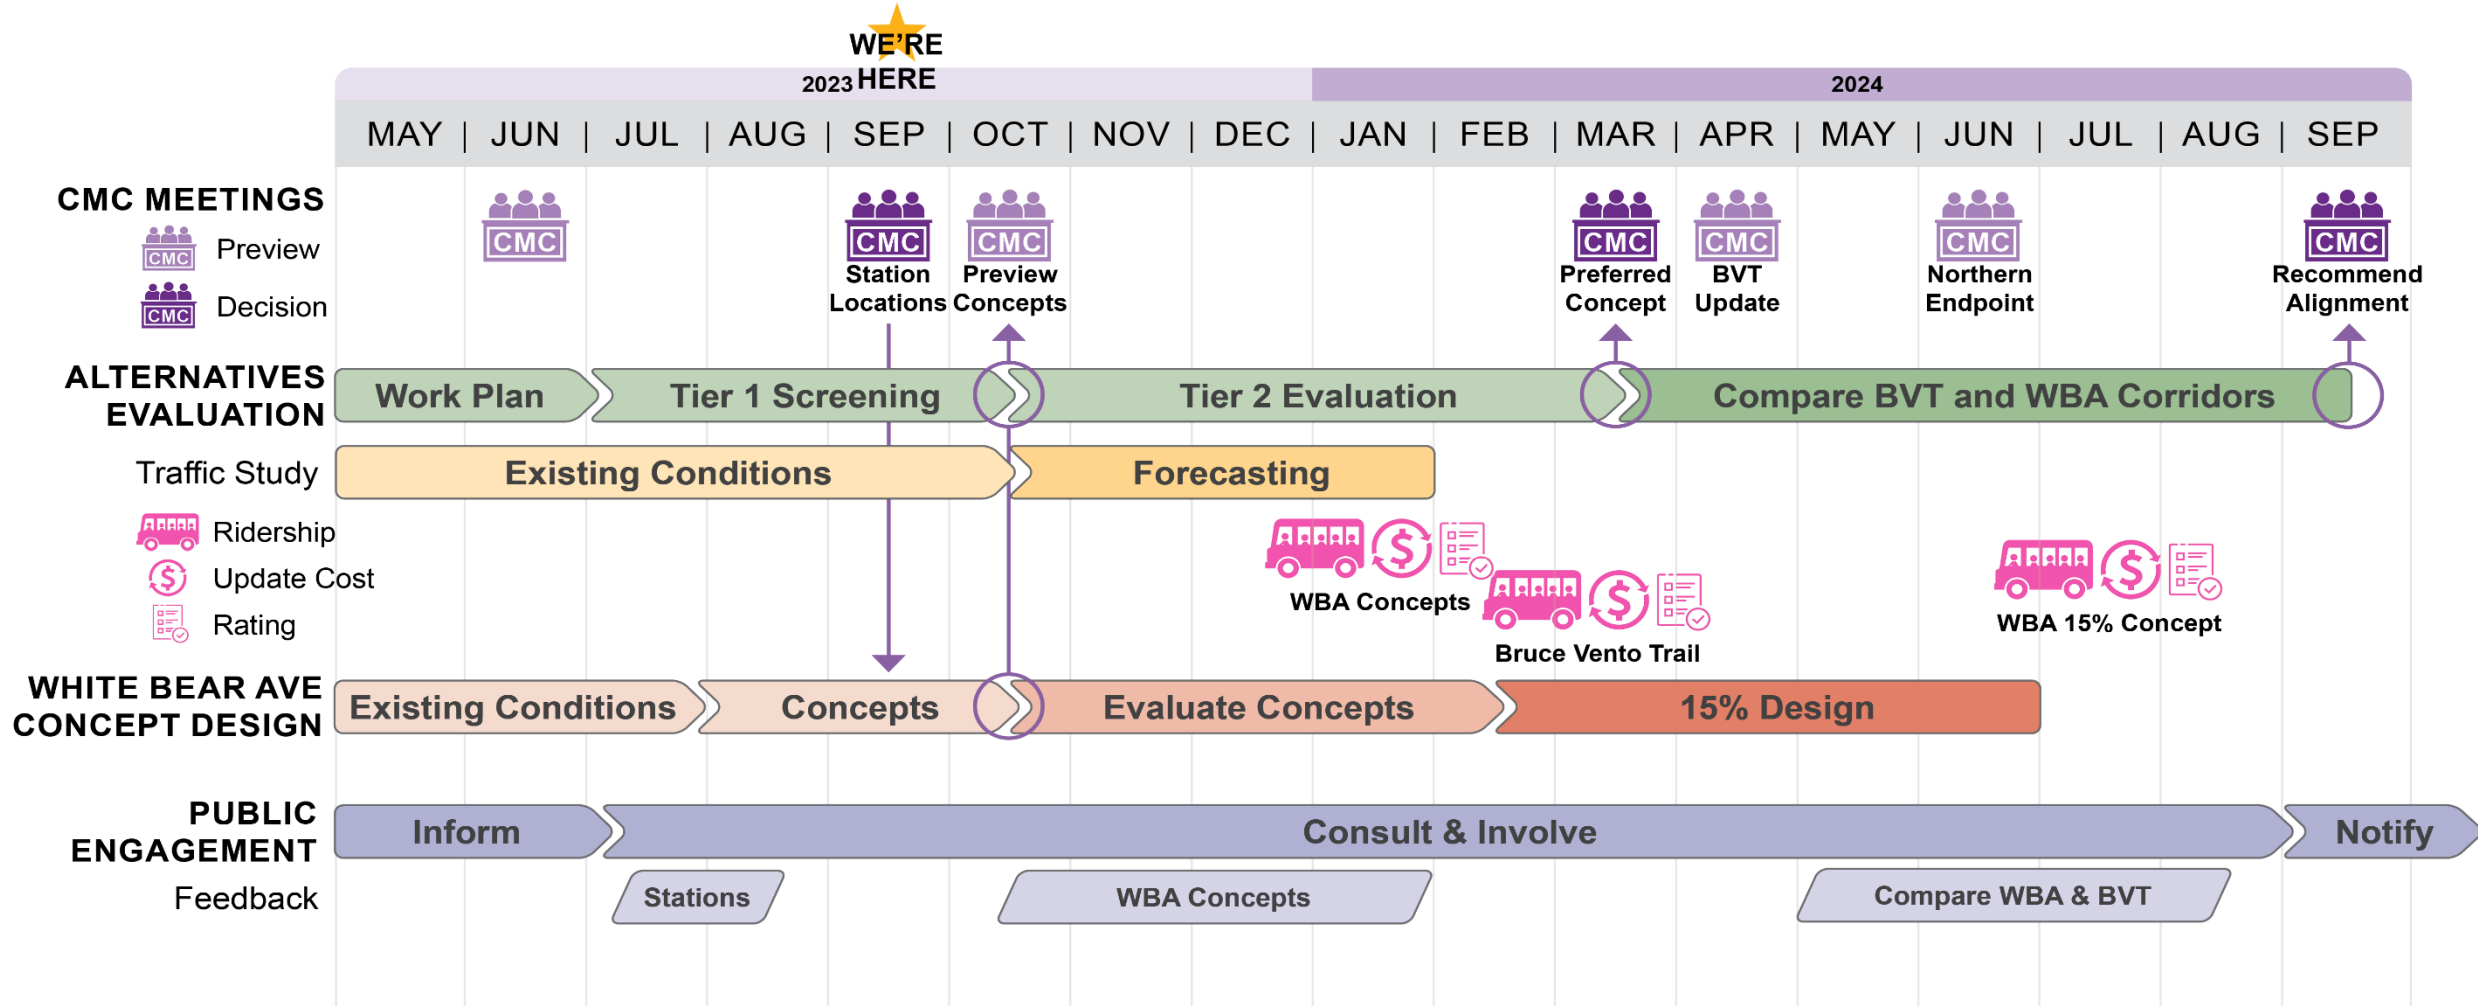 WE'RE
HERE
2023
2024
MAY | JUN | JUL | AUG | SEP | OCT | NOV | DEC | JAN | FEB | MAR | APR | MAY | JUN | JUL | AUG | SEP
CMC MEETINGS
CMC Preview
CMC Decision
CMC
CMC
Station
Locations
CMC
Preview
Concepts
CMC
Preferred
Concept
CMC
BVT
Update
CMC
Northern
Endpoint
CMC
Recommend
Alignment
ALTERNATIVES
EVALUATION
Work Plan
Tier 1 Screening
Tier 2 Evaluation
Compare BVT and WBA Corridors
Traffic Study
Existing Conditions
Forecasting
Ridership
$ Update Cost
Rating
$
WBA Concepts
$
Bruce Vento Trail
$
WBA 15% Concept
WHITE BEAR AVE
CONCEPT DESIGN
Existing Conditions
Concepts
Evaluate Concepts
15% Design
PUBLIC
ENGAGEMENT
Inform
Consult & Involve
Notify
Feedback
Stations
WBA Concepts
Compare WBA & BVT